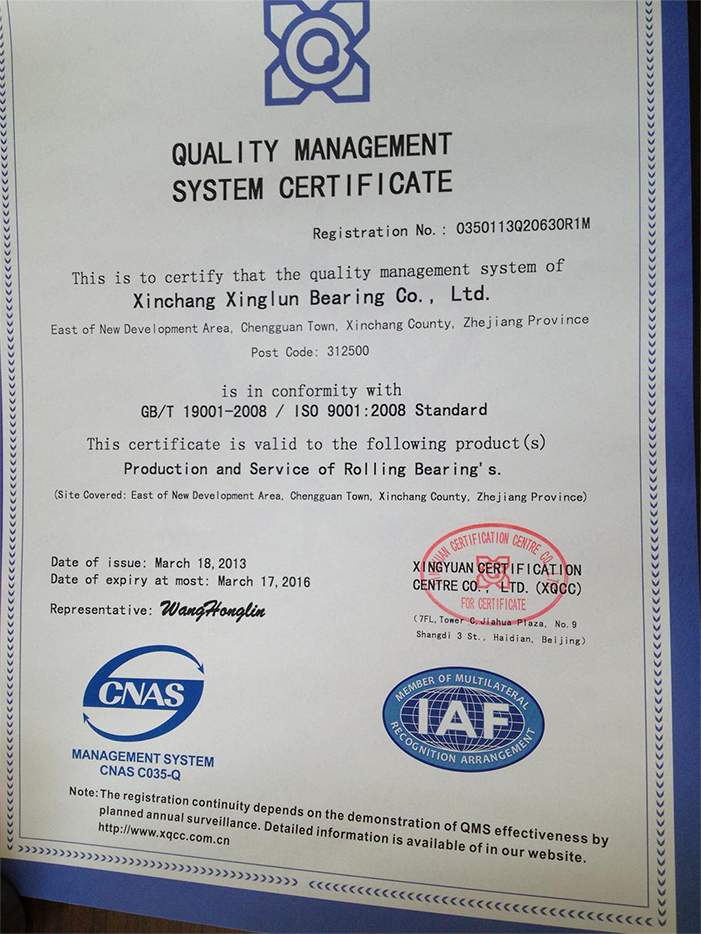 QUALITY MANAGEMENT
SYSTEM CERTIFICATE
Registration No.: 0350113Q20630R1M
This is to certify that the quality management system of
Xinchang Xinglun Bearing Co., Ltd.
East of New Development Area, Chengguan Town, Xinchang County, Zhejiang Province
Post Code: 312500
is in conformity with
GB/T 19001-2008 / ISO 9001:2008 Standard
This certificate is valid to the following product(s)
Production and Service of Rolling Bearing's.
(Site Covered: East of New Development Area, Chengguan Town, Xinchang County, Zhejiang Province)
Date of issue: March 18,2013
Date of expiry at most: March 17,2016
Representative: WangHonglin
CERTIFICATION CENTRE CO.
XINGYUAN CERTIFICATION
CENTRE CO., LTD. (XQCC)
FOR CERTIFICATE
(7FL,Tower C,Jiahua Plaza, No.9
Shangdi 3 St., Haidian, Beijing)
CNAS
MANAGEMENT SYSTEM
CNAS C035-Q
MEMBER OF MULTILATERAL
IAF
RECOGNITION ARRANGEMENT
Note:The registration continuity depends on the demonstration of QMS effectiveness by
planned annual surveillance. Detailed information is available of in our website.
http://www.xqcc.com.cn